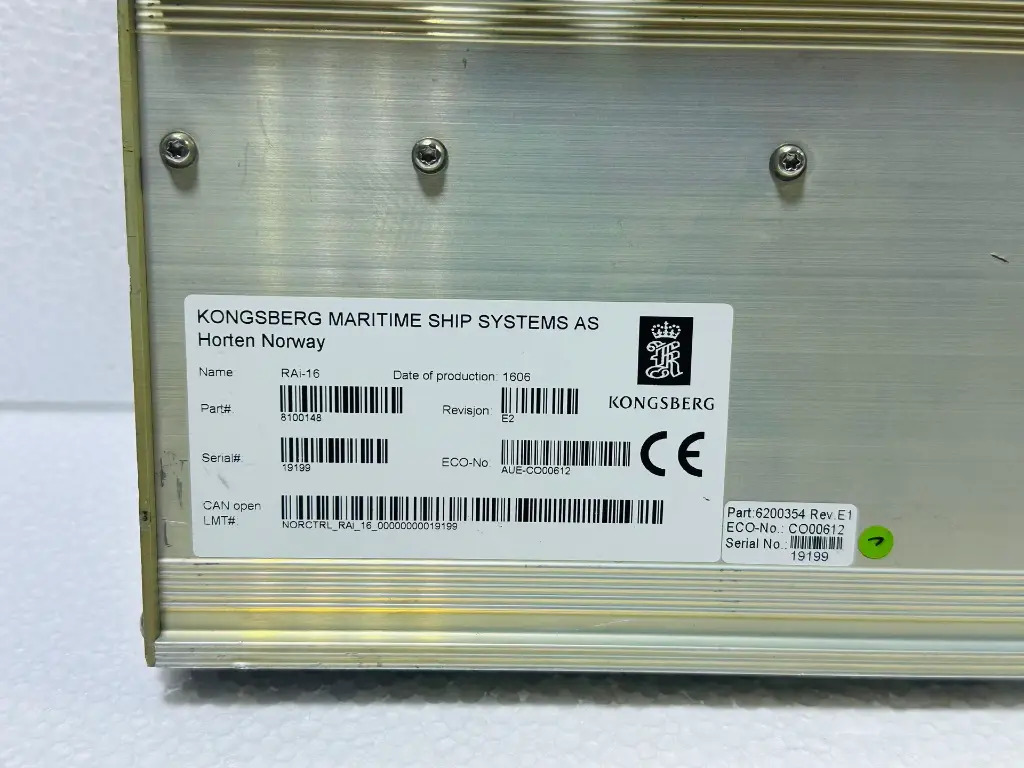 KONGSBERG MARITIME SHIP SYSTEMS AS
Horten Norway
Name RAi-16 Date of production: 1606
Part#: 8100148 Revision: E2
Serial#: 19199 ECO-No: AUE-CO00612
CAN open
LMT#: NORCTRL_RAi_16_00000000019199
KONGSBERG
CE
Part:6200354 Rev.E1
ECO-No.: CO00612
Serial No.:
19199